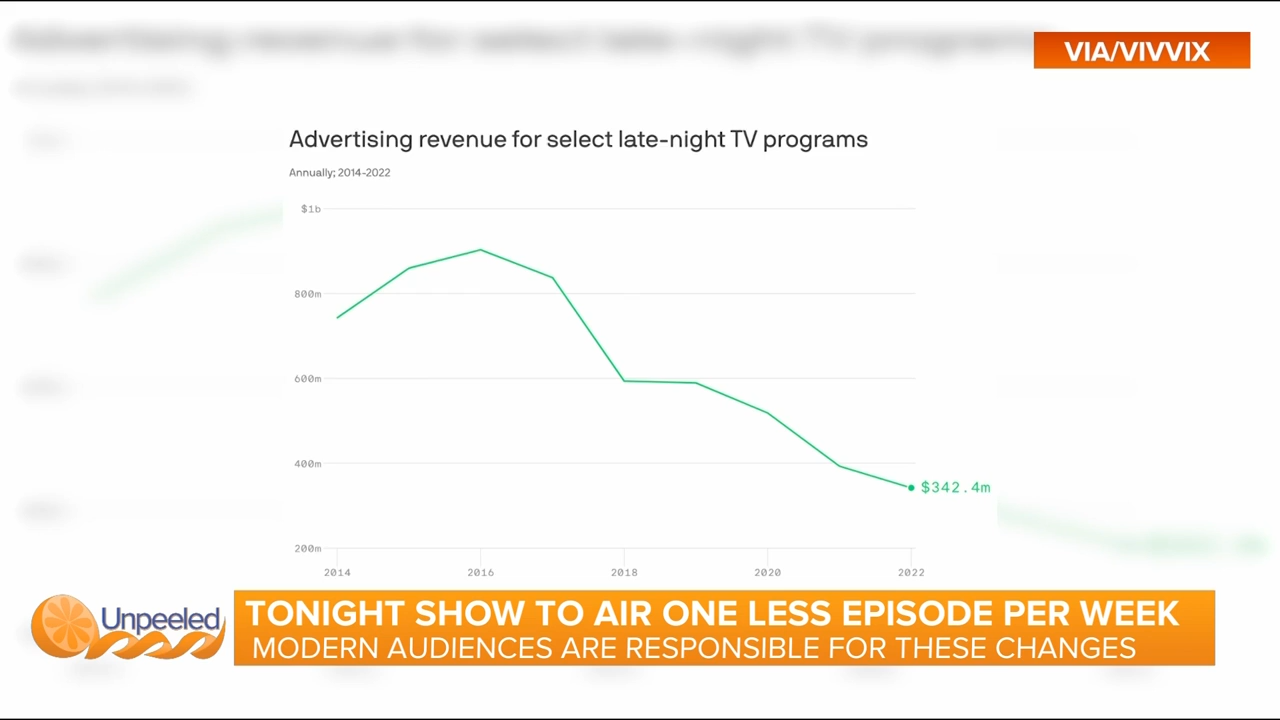 VIA/VIVVIX
Advertising revenue for select late-night TV programs
Annually; 2014-2022
$1b
800m
600m
400m
$342.4m
200m
2014 2016 2018 2020 2022
Unpeeled
TONIGHT SHOW TO AIR ONE LESS EPISODE PER WEEK
MODERN AUDIENCES ARE RESPONSIBLE FOR THESE CHANGES